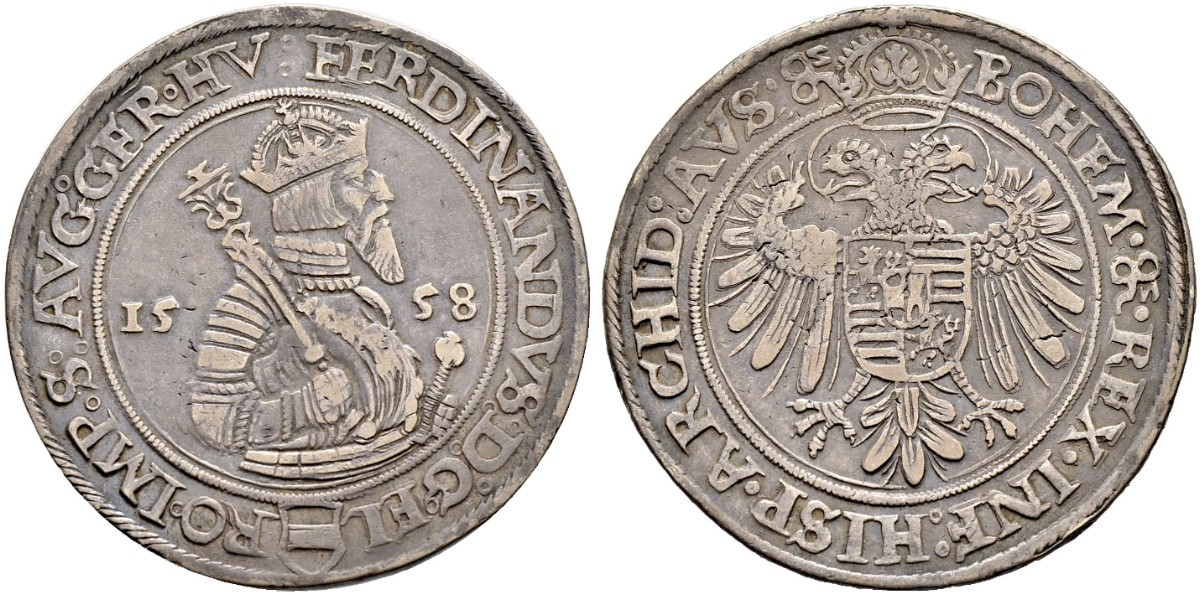 FERDINANDVS·D:G:EL RO·IMP·S·AVG:GER·HV
15 58
BOHEM·&c·REX·INF:HISP·ARCHID:AVS:&c